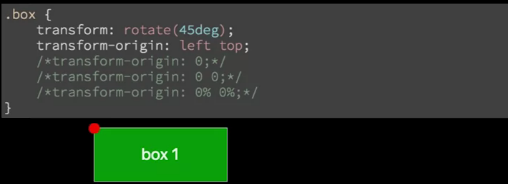 .box {
    transform: rotate(45deg);
    transform-origin: left top;
    /*transform-origin: 0;*/
    /*transform-origin: 0 0;*/
    /*transform-origin: 0% 0%;*/
}
box 1